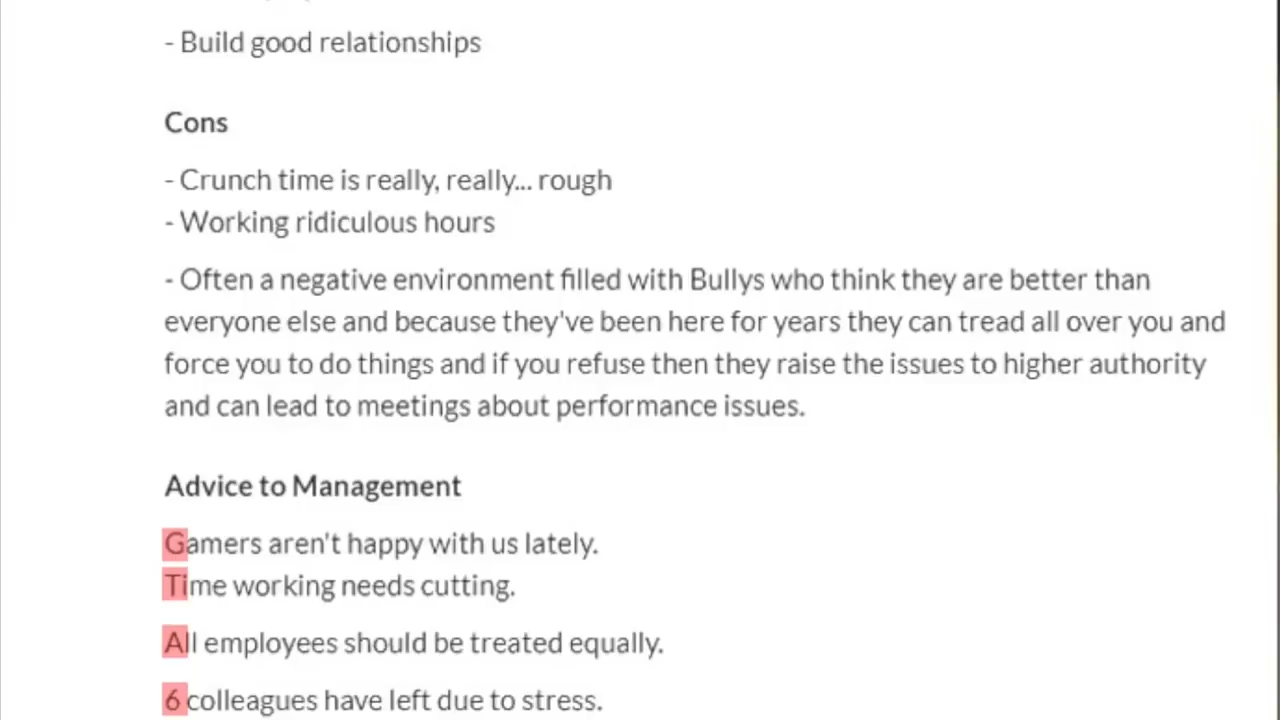 - Build good relationships
Cons
- Crunch time is really, really... rough
- Working ridiculous hours
- Often a negative environment filled with Bullys who think they are better than
everyone else and because they've been here for years they can tread all over you and
force you to do things and if you refuse then they raise the issues to higher authority
and can lead to meetings about performance issues.
Advice to Management
Gamers aren't happy with us lately.
Time working needs cutting.
All employees should be treated equally.
6 colleagues have left due to stress.